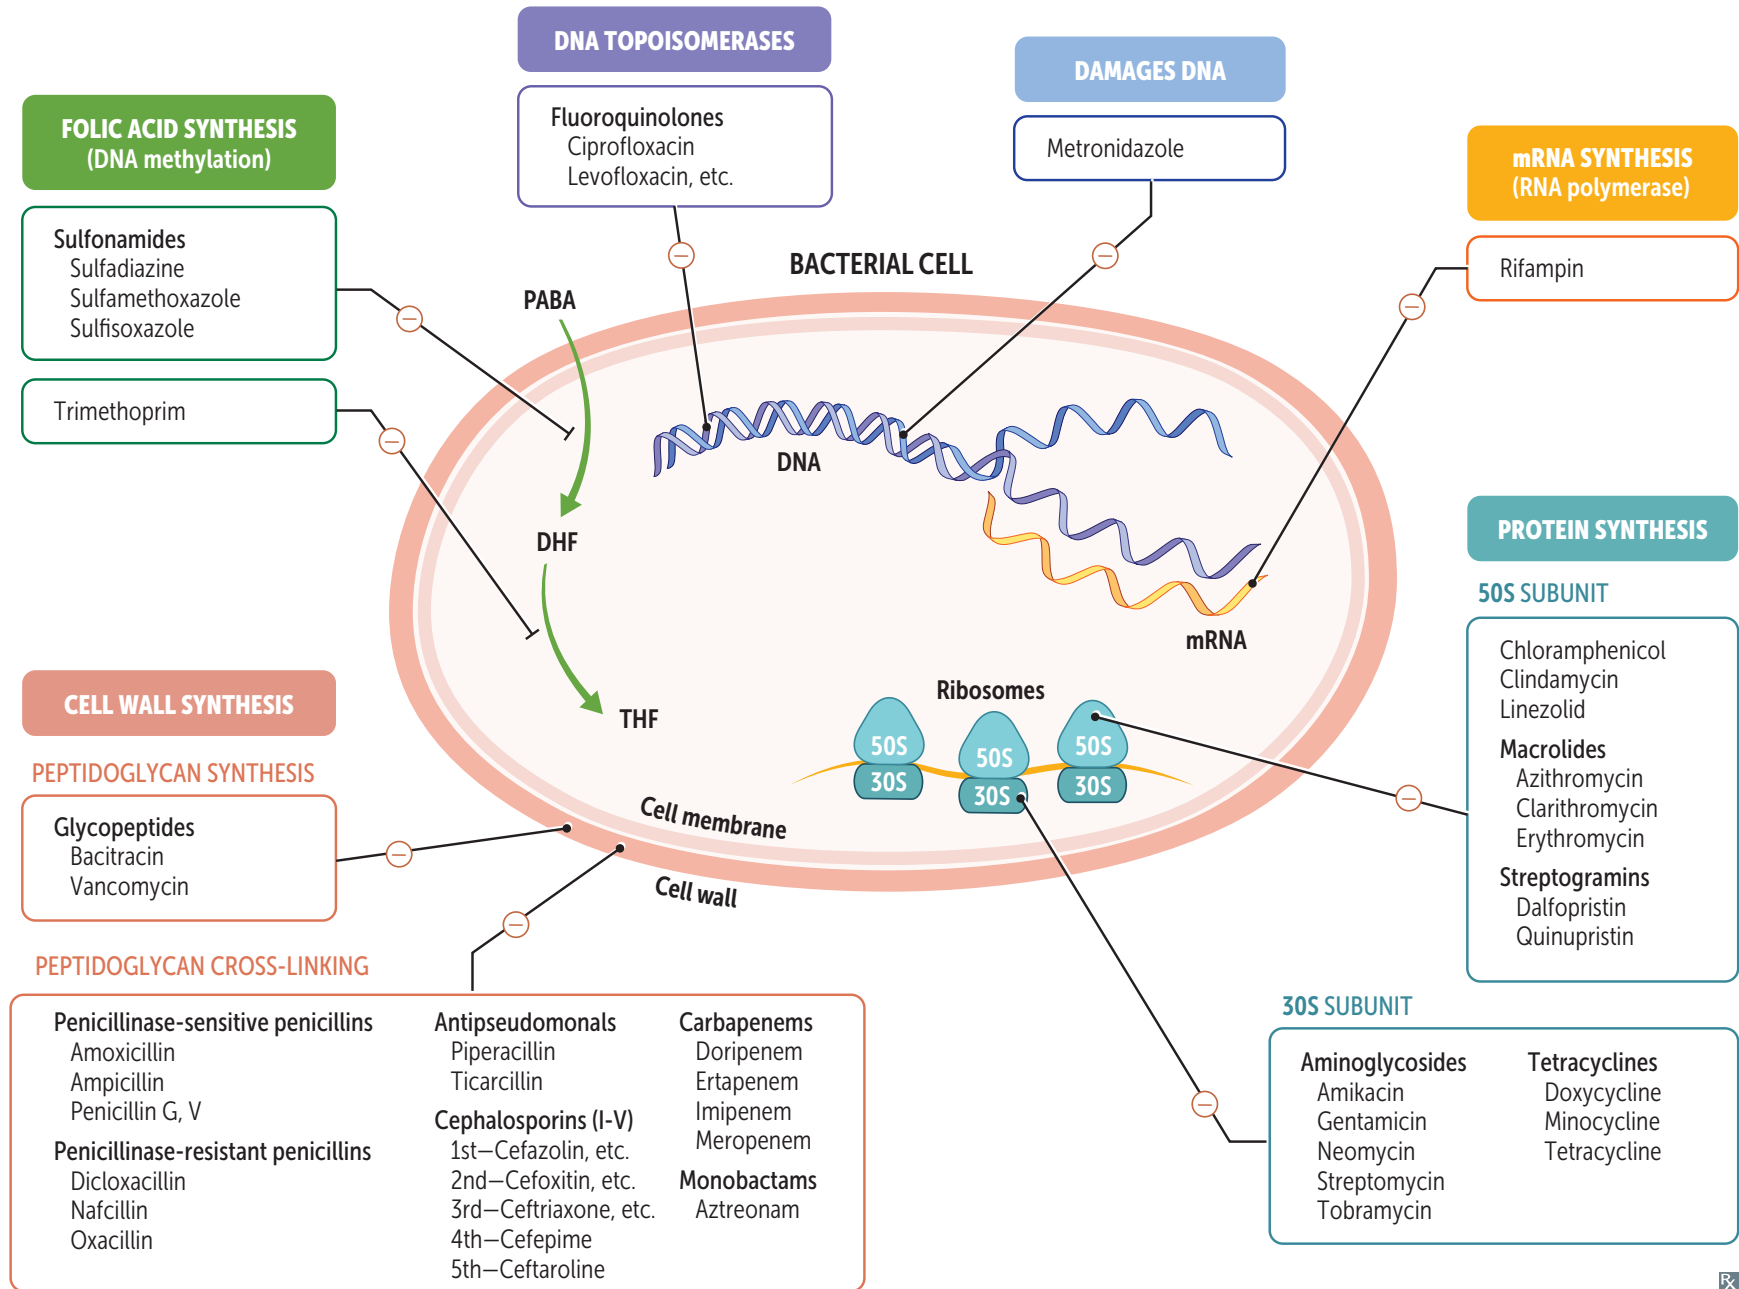 DNA TOPOISOMERASES
Fluoroquinolones
Ciprofloxacin
Levofloxacin, etc.
DAMAGES DNA
Metronidazole
FOLIC ACID SYNTHESIS
(DNA methylation)
Sulfonamides
Sulfadiazine
Sulfamethoxazole
Sulfisoxazole
Trimethoprim
mRNA SYNTHESIS
(RNA polymerase)
Rifampin
BACTERIAL CELL
PABA
DNA
DHF
THF
mRNA
Ribosomes
50S
30S
50S
30S
50S
30S
Cell membrane
Cell wall
PROTEIN SYNTHESIS
50S SUBUNIT
Chloramphenicol
Clindamycin
Linezolid
Macrolides
Azithromycin
Clarithromycin
Erythromycin
Streptogramins
Dalfopristin
Quinupristin
30S SUBUNIT
Aminoglycosides
Amikacin
Gentamicin
Neomycin
Streptomycin
Tobramycin
Tetracyclines
Doxycycline
Minocycline
Tetracycline
CELL WALL SYNTHESIS
PEPTIDOGLYCAN SYNTHESIS
Glycopeptides
Bacitracin
Vancomycin
PEPTIDOGLYCAN CROSS-LINKING
Penicillinase-sensitive penicillins
Amoxicillin
Ampicillin
Penicillin G, V
Penicillinase-resistant penicillins
Dicloxacillin
Nafcillin
Oxacillin
Antipseudomonals
Piperacillin
Ticarcillin
Cephalosporins (I-V)
1st—Cefazolin, etc.
2nd—Cefoxitin, etc.
3rd—Ceftriaxone, etc.
4th—Cefepime
5th—Ceftaroline
Carbapenems
Doripenem
Ertapenem
Imipenem
Meropenem
Monobactams
Aztreonam
℞